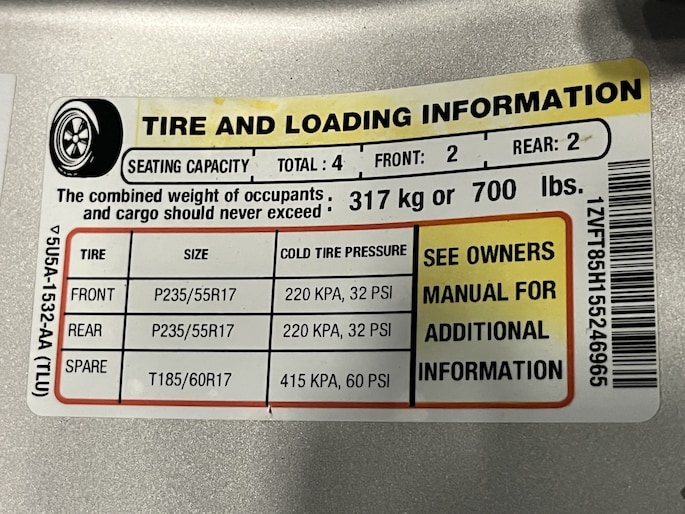 TIRE AND LOADING INFORMATION
SEATING CAPACITY TOTAL : 4 FRONT: 2 REAR: 2
The combined weight of occupants and cargo should never exceed : 317 kg or 700 lbs.
TIRE SIZE COLD TIRE PRESSURE
FRONT P235/55R17 220 KPA, 32 PSI
REAR P235/55R17 220 KPA, 32 PSI
SPARE T185/60R17 415 KPA, 60 PSI
SEE OWNERS
MANUAL FOR
ADDITIONAL
INFORMATION
▽5U5A-1532-AA (TLU)
1ZVFT85H155246965